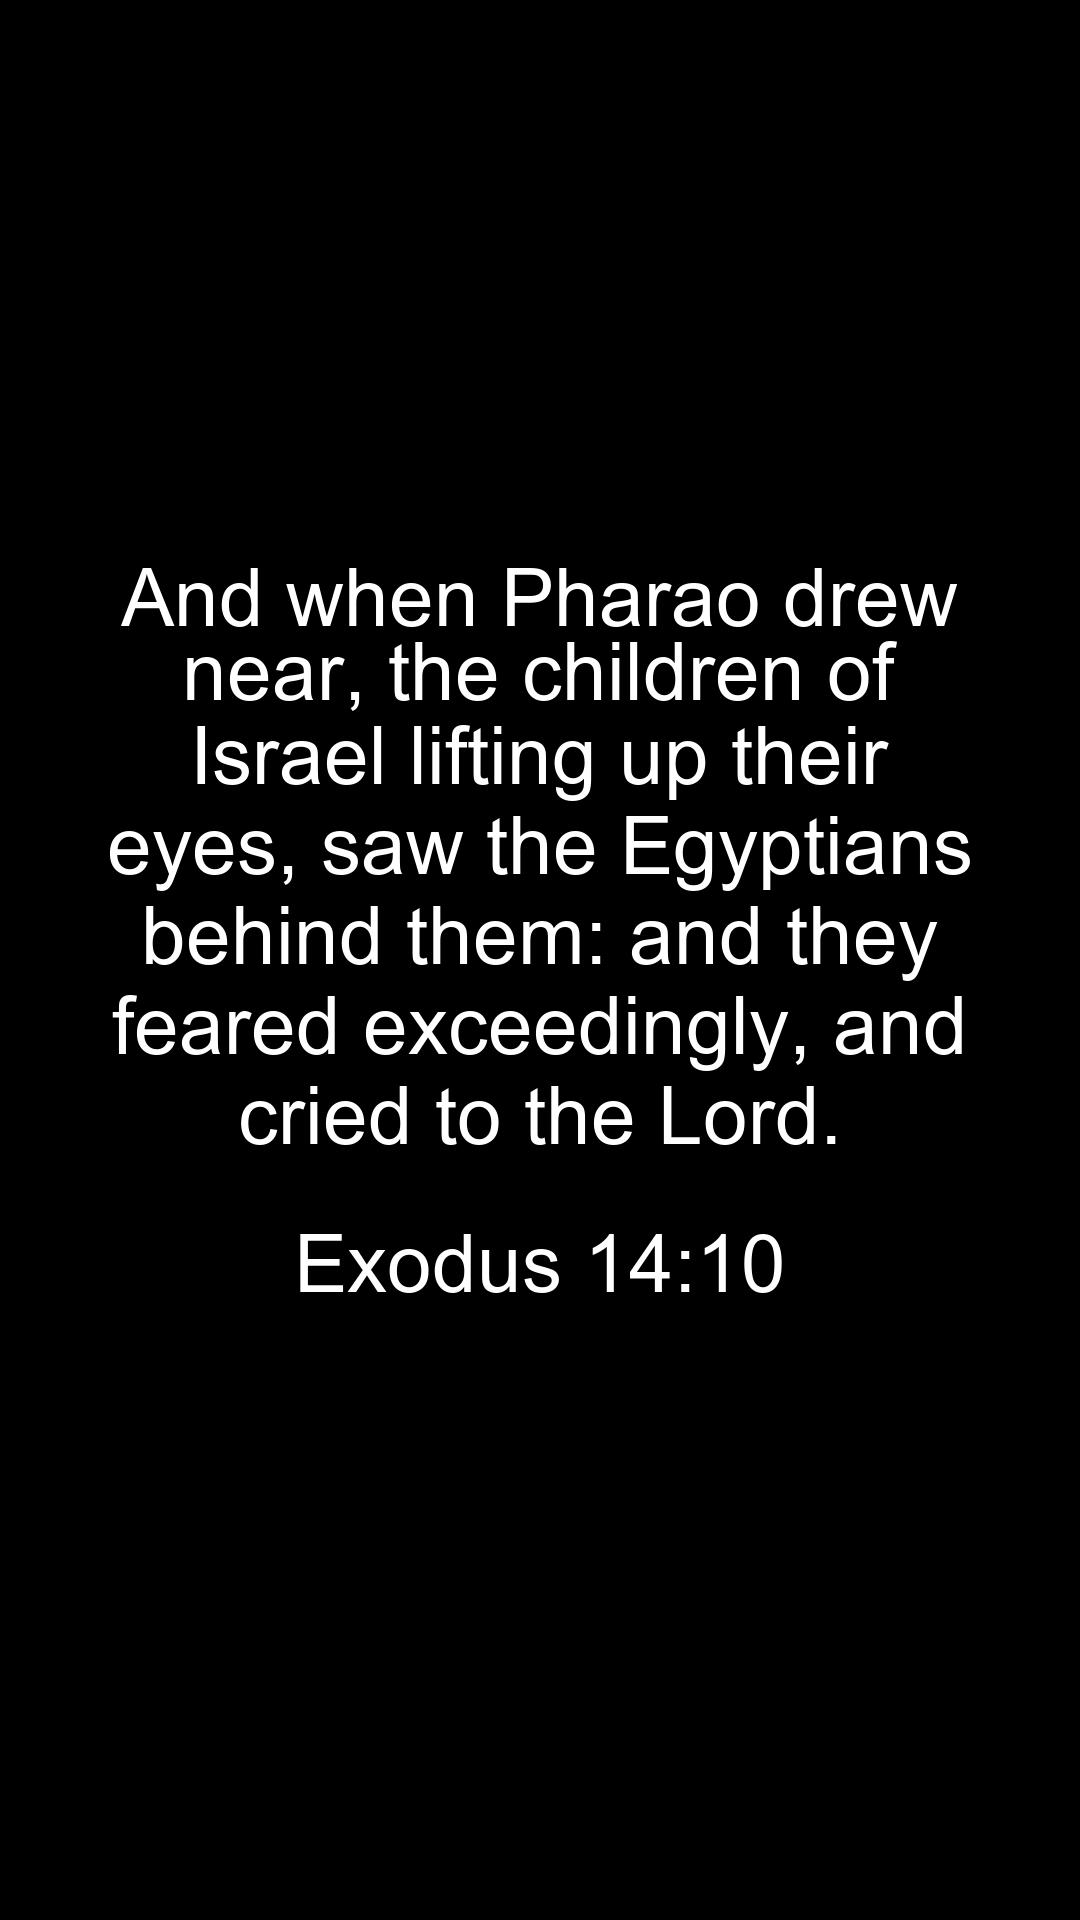 And when Pharao drew
near, the children of
Israel lifting up their
eyes, saw the Egyptians
behind them: and they
feared exceedingly, and
cried to the Lord.
Exodus 14:10